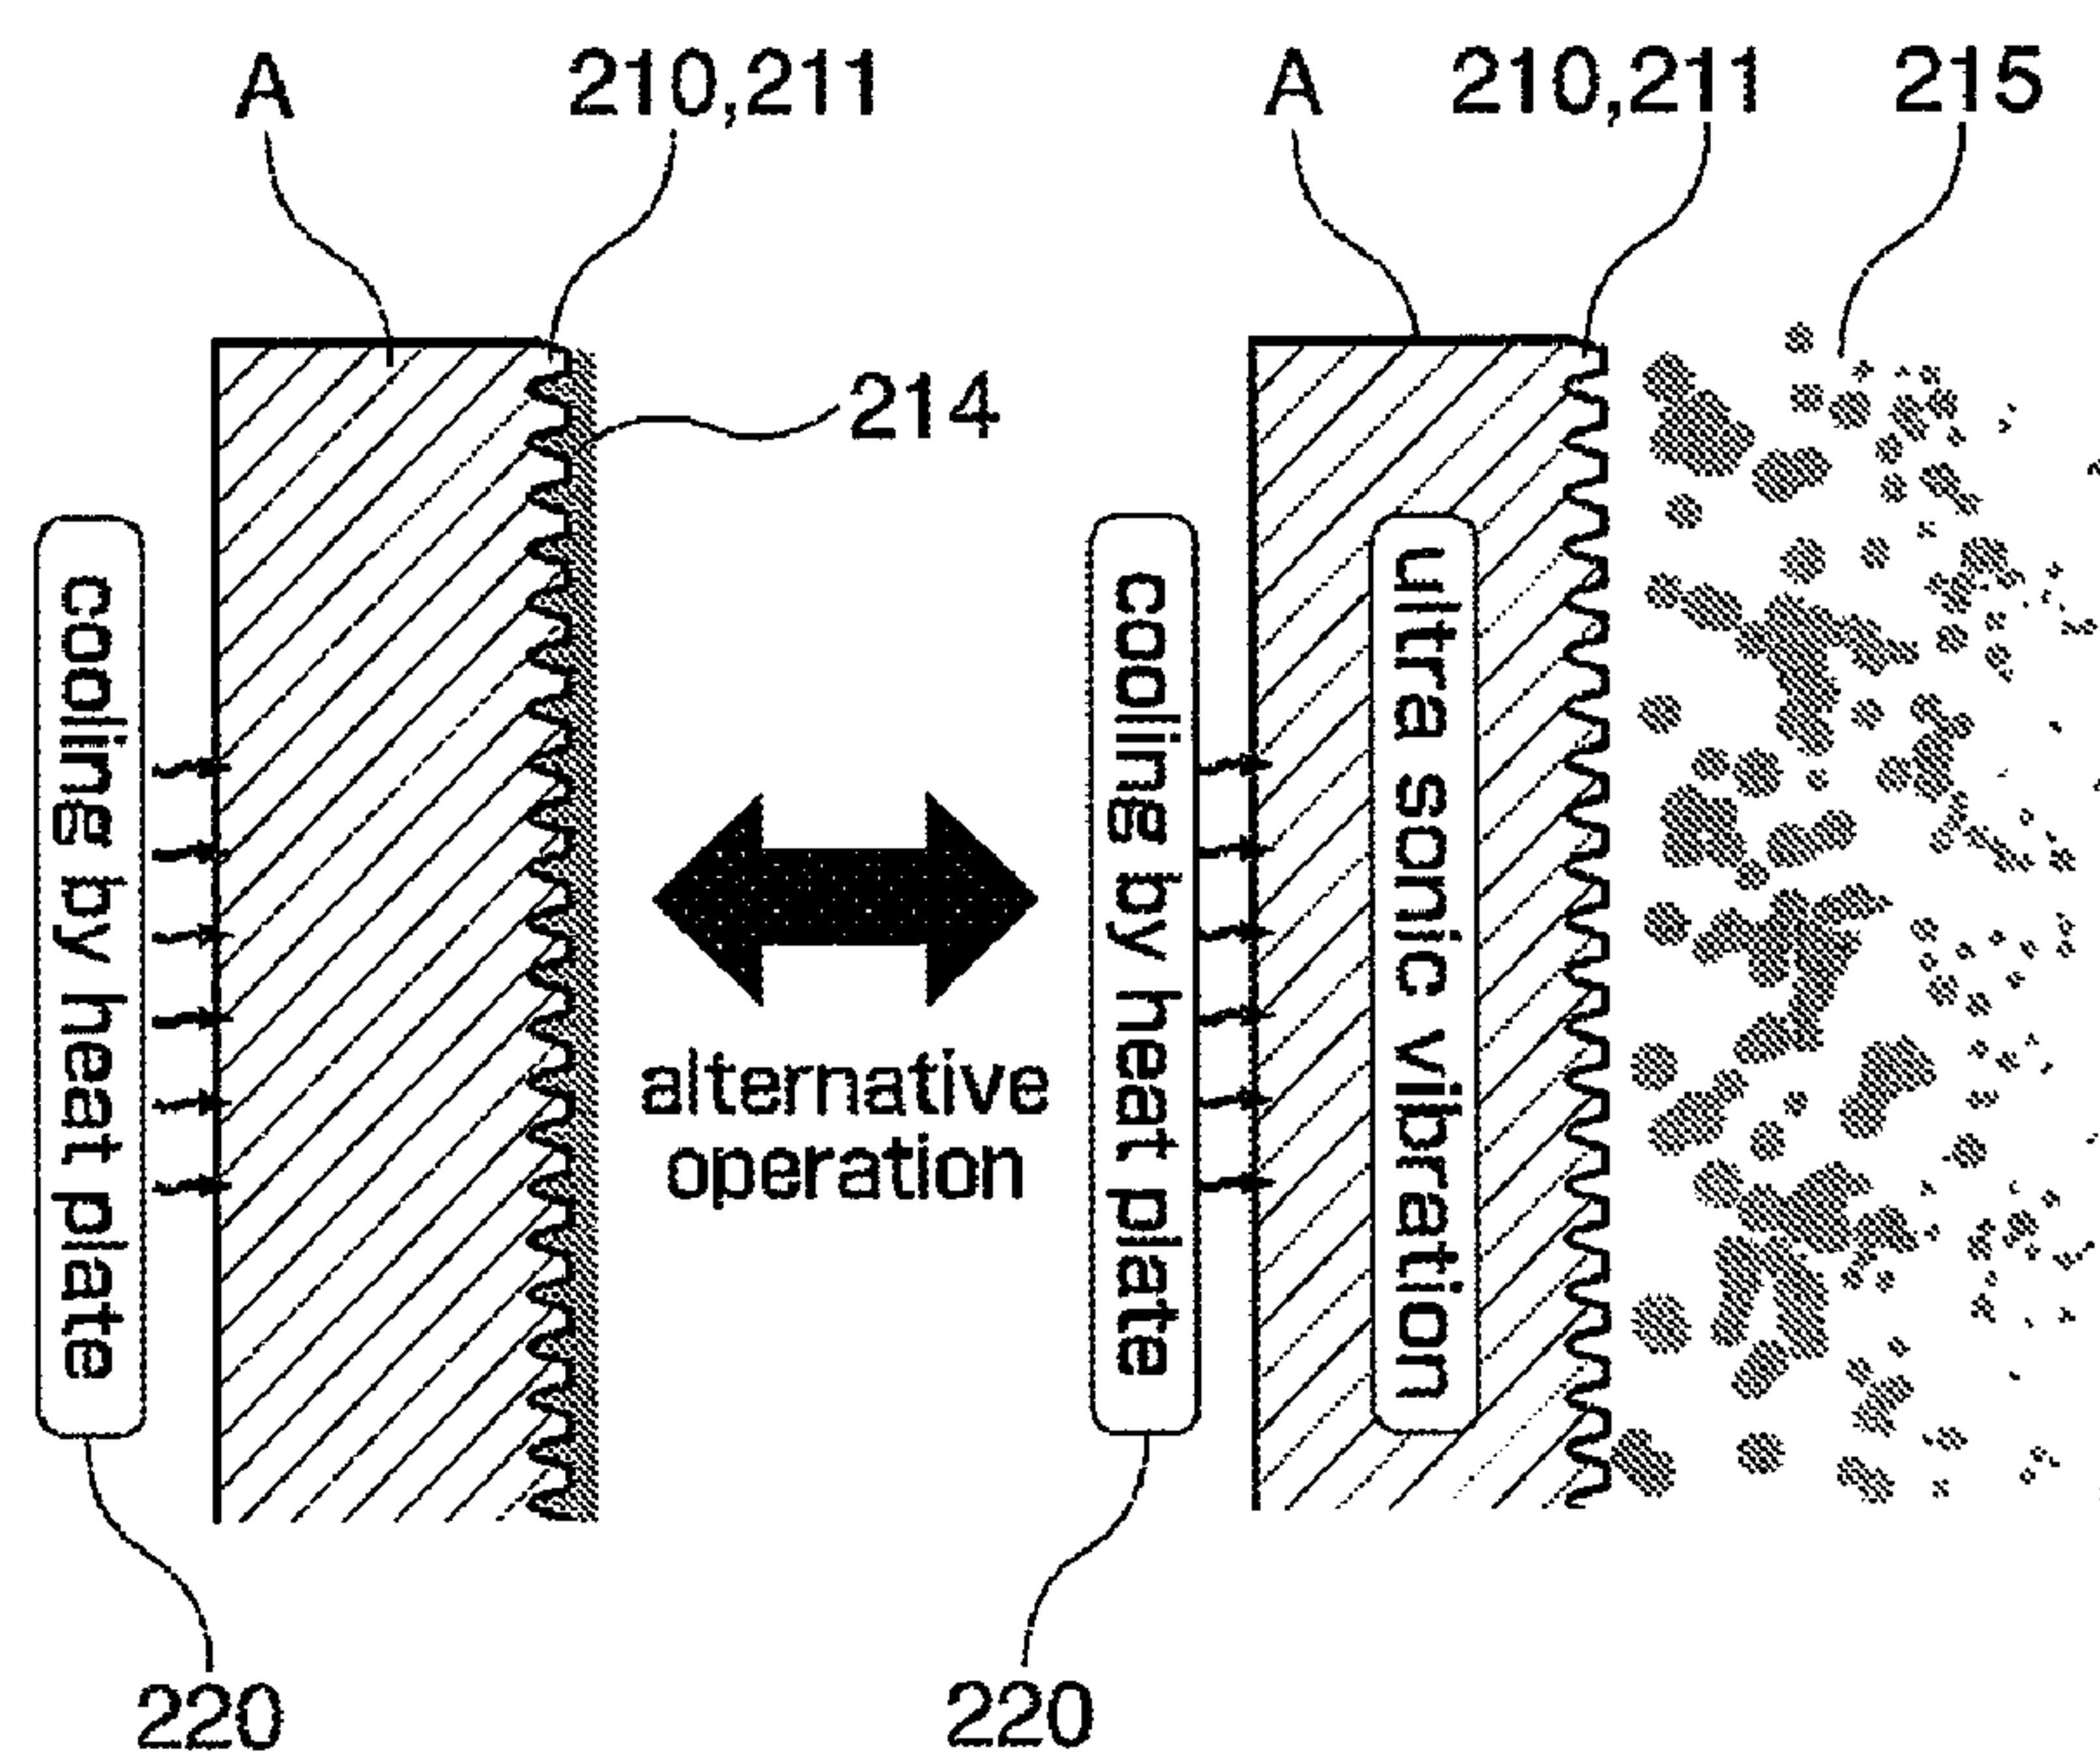 A
210,211
A
210,211
215
214
cooling by heat plate
cooling by heat plate
ultra sonic vibration
alternative
operation
220
220